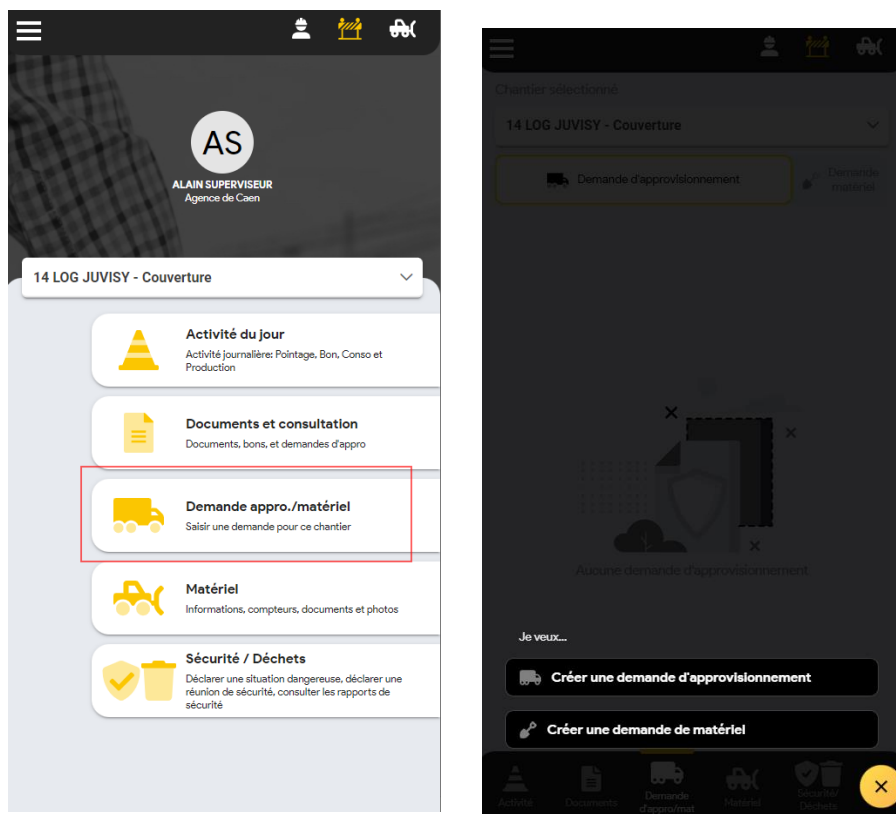 AS
ALAIN SUPERVISEUR
Agence de Caen
14 LOG JUVISY - Couverture
Activité du jour
Activité journalière: Pointage, Bon, Conso et
Production
Documents et consultation
Documents, bons, et demandes d'appro
Demande appro./matériel
Saisir une demande pour ce chantier
Matériel
Informations, compteurs, documents et photos
Sécurité / Déchets
Déclarer une situation dangereuse, déclarer une
réunion de sécurité, consulter les rapports de
sécurité
Chantier sélectionné
14 LOG JUVISY - Couverture
Demande d'approvisionnement
Demande
matériel
Aucune demande d'approvisionnement
Je veux...
Créer une demande d'approvisionnement
Créer une demande de matériel
Activité
Documents
Demande
d'appro/mat
Matériel
Sécurité/
Déchets